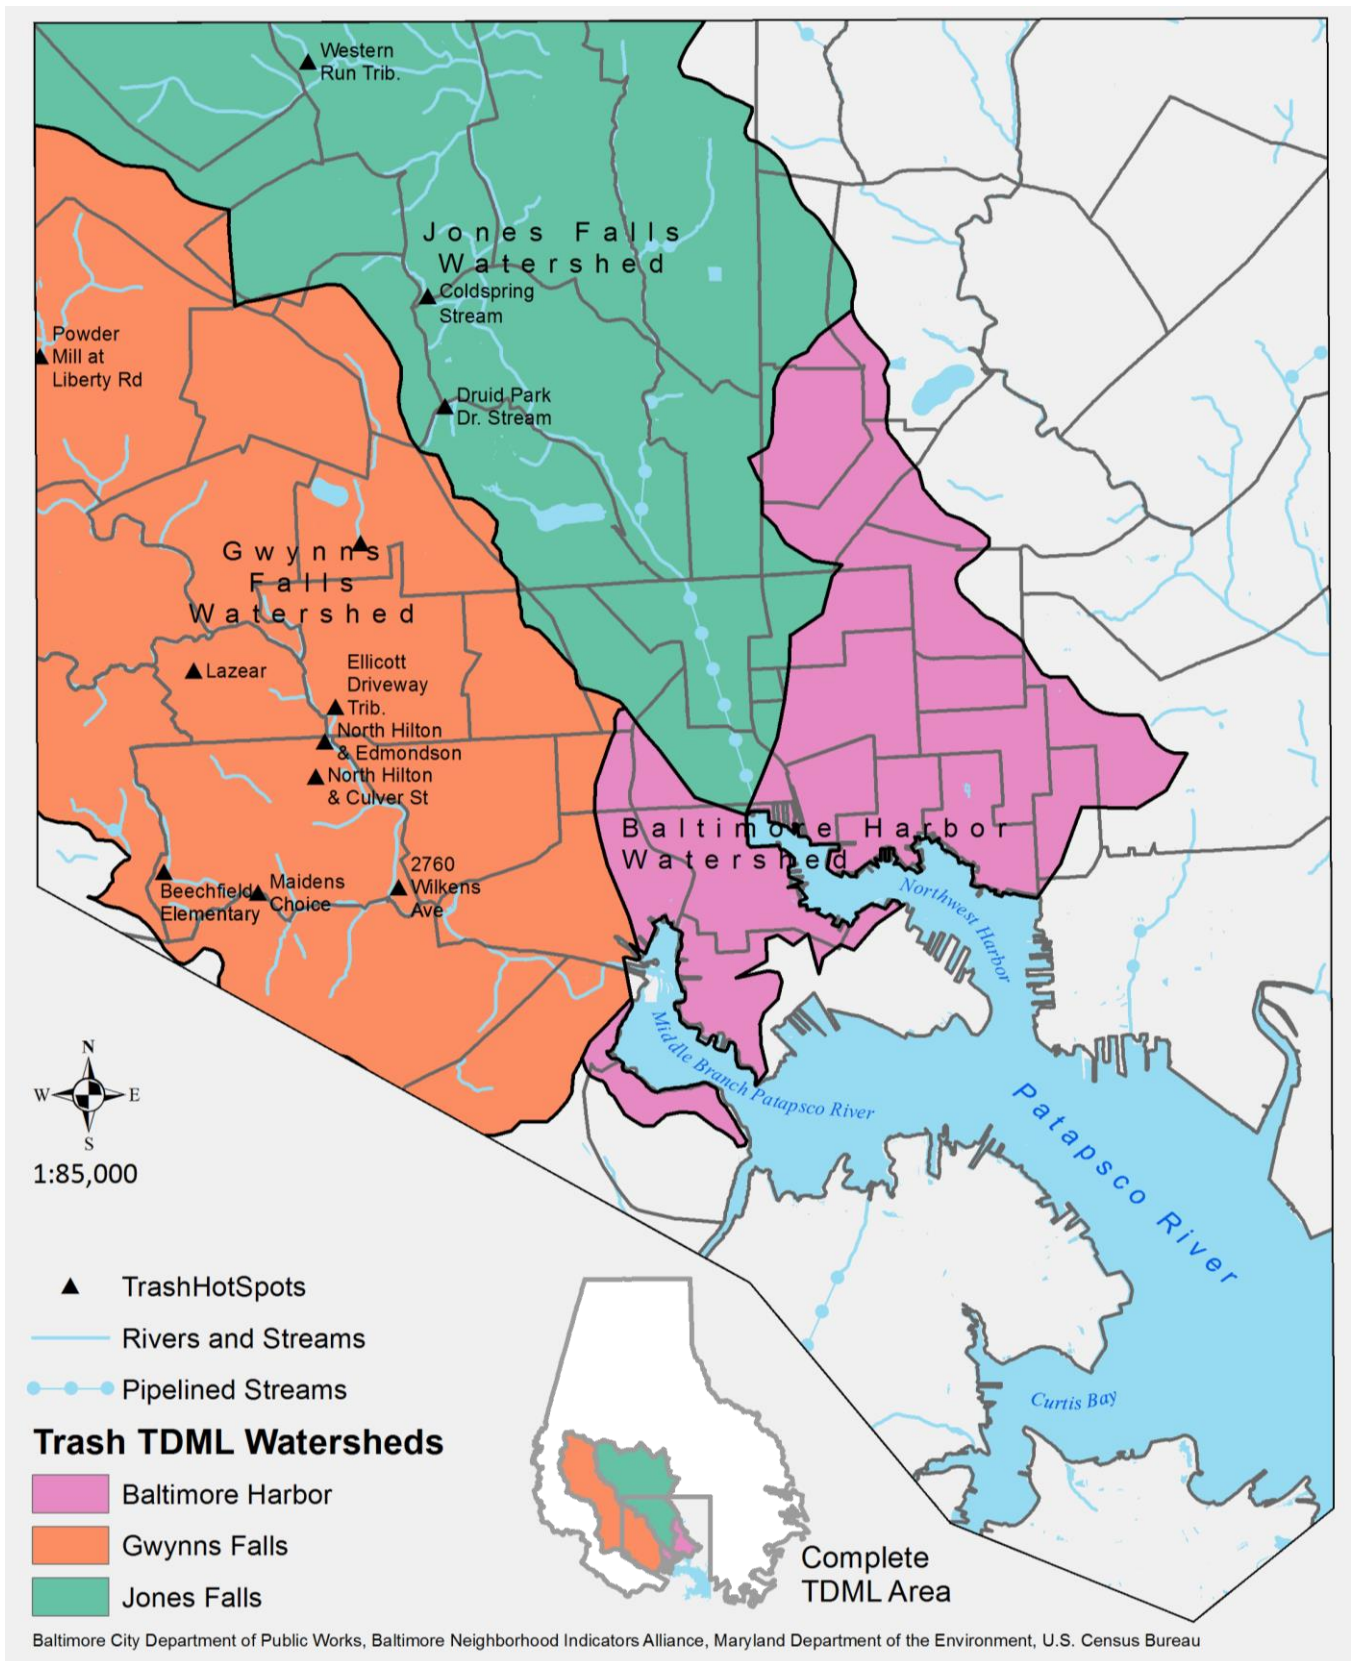 Western
Run Trib.
Jones Falls
Watershed
Coldspring
Stream
Powder
Mill at
Liberty Rd
Druid Park
Dr. Stream
Gwynns
Falls
Watershed
Lazear
Ellicott
Driveway
Trib.
North Hilton
& Edmondson
North Hilton
& Culver St
Baltimore Harbor
Watershed
2760
Wilkens
Ave
Beechfield
Elementary
Maidens
Choice
Northwest Harbor
Middle Branch Patapsco River
Patapsco River
Curtis Bay
N
W E
S
1:85,000
TrashHotSpots
Rivers and Streams
Pipelined Streams
Trash TDML Watersheds
Baltimore Harbor
Gwynns Falls
Jones Falls
Complete
TDML Area
Baltimore City Department of Public Works, Baltimore Neighborhood Indicators Alliance, Maryland Department of the Environment, U.S. Census Bureau